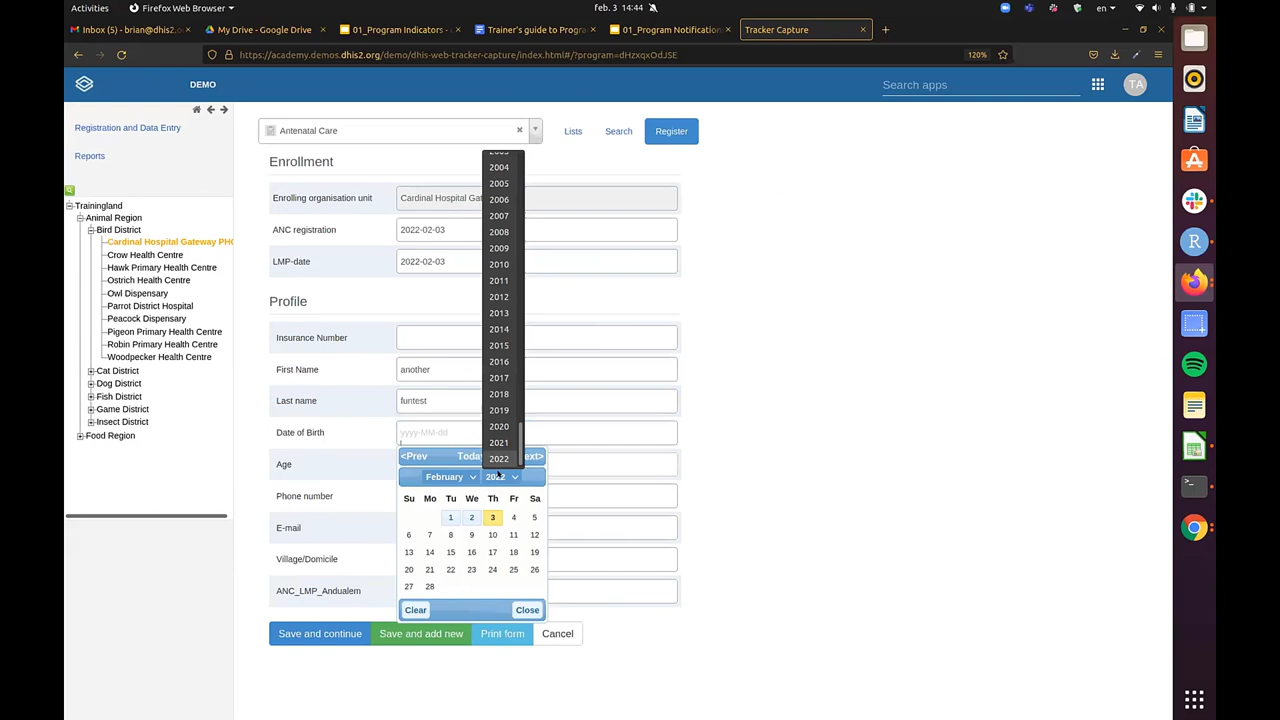 Activities
Firefox Web Browser
feb. 3 14:44
en
Inbox (5) - brian@dhis2.o
My Drive - Google Drive
01_Program Indicators -
Trainer's guide to Progra
01_Program Notification
Tracker Capture
https://academy.demos.dhis2.org/demo/dhis-web-tracker-capture/index.html#/?program=dHzxqxOdJSE
120%
DEMO
Search apps
TA
Registration and Data Entry
Reports
Trainingland
Animal Region
Bird District
Cardinal Hospital Gateway PHC
Crow Health Centre
Hawk Primary Health Centre
Ostrich Health Centre
Owl Dispensary
Parrot District Hospital
Peacock Dispensary
Pigeon Primary Health Centre
Robin Primary Health Centre
Woodpecker Health Centre
Cat District
Dog District
Fish District
Game District
Insect District
Food Region
Antenatal Care
Lists
Search
Register
Enrollment
Enrolling organisation unit
Cardinal Hospital Gat
ANC registration
2022-02-03
LMP-date
2022-02-03
Profile
Insurance Number
First Name
another
Last name
funtest
Date of Birth
yyyy-MM-dd
Age
Phone number
E-mail
Village/Domicile
ANC_LMP_Andualem
2004
2005
2006
2007
2008
2009
2010
2011
2012
2013
2014
2015
2016
2017
2018
2019
2020
2021
2022
<Prev
Today
ext>
February
2022
Su Mo Tu We Th Fr Sa
1 2 3 4 5
6 7 8 9 10 11 12
13 14 15 16 17 18 19
20 21 22 23 24 25 26
27 28
Clear
Close
Save and continue
Save and add new
Print form
Cancel